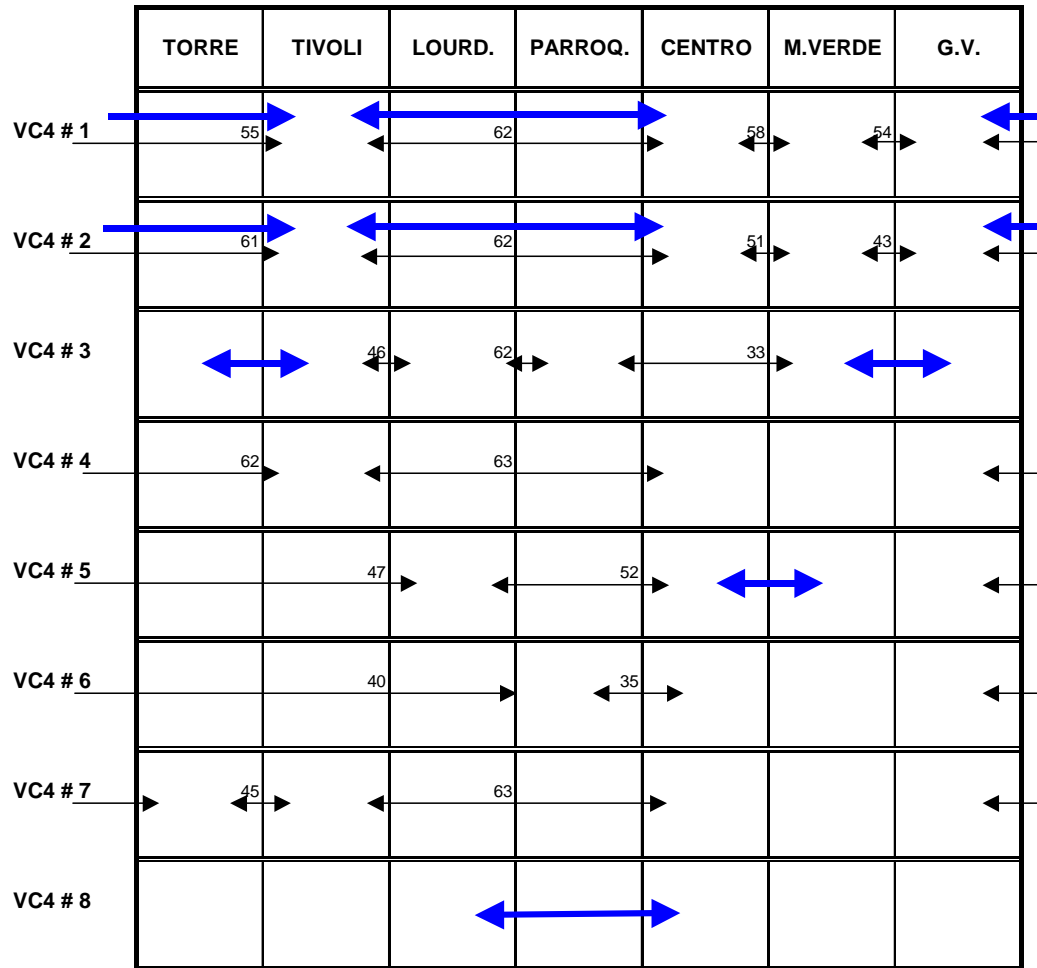 TORRE TIVOLI LOURD. PARROQ. CENTRO M.VERDE G.V.
VC4 # 1 55 62 58 54
VC4 # 2 61 62 51 43
VC4 # 3 46 62 33
VC4 # 4 62 63
VC4 # 5 47 52
VC4 # 6 40 35
VC4 # 7 45 63
VC4 # 8